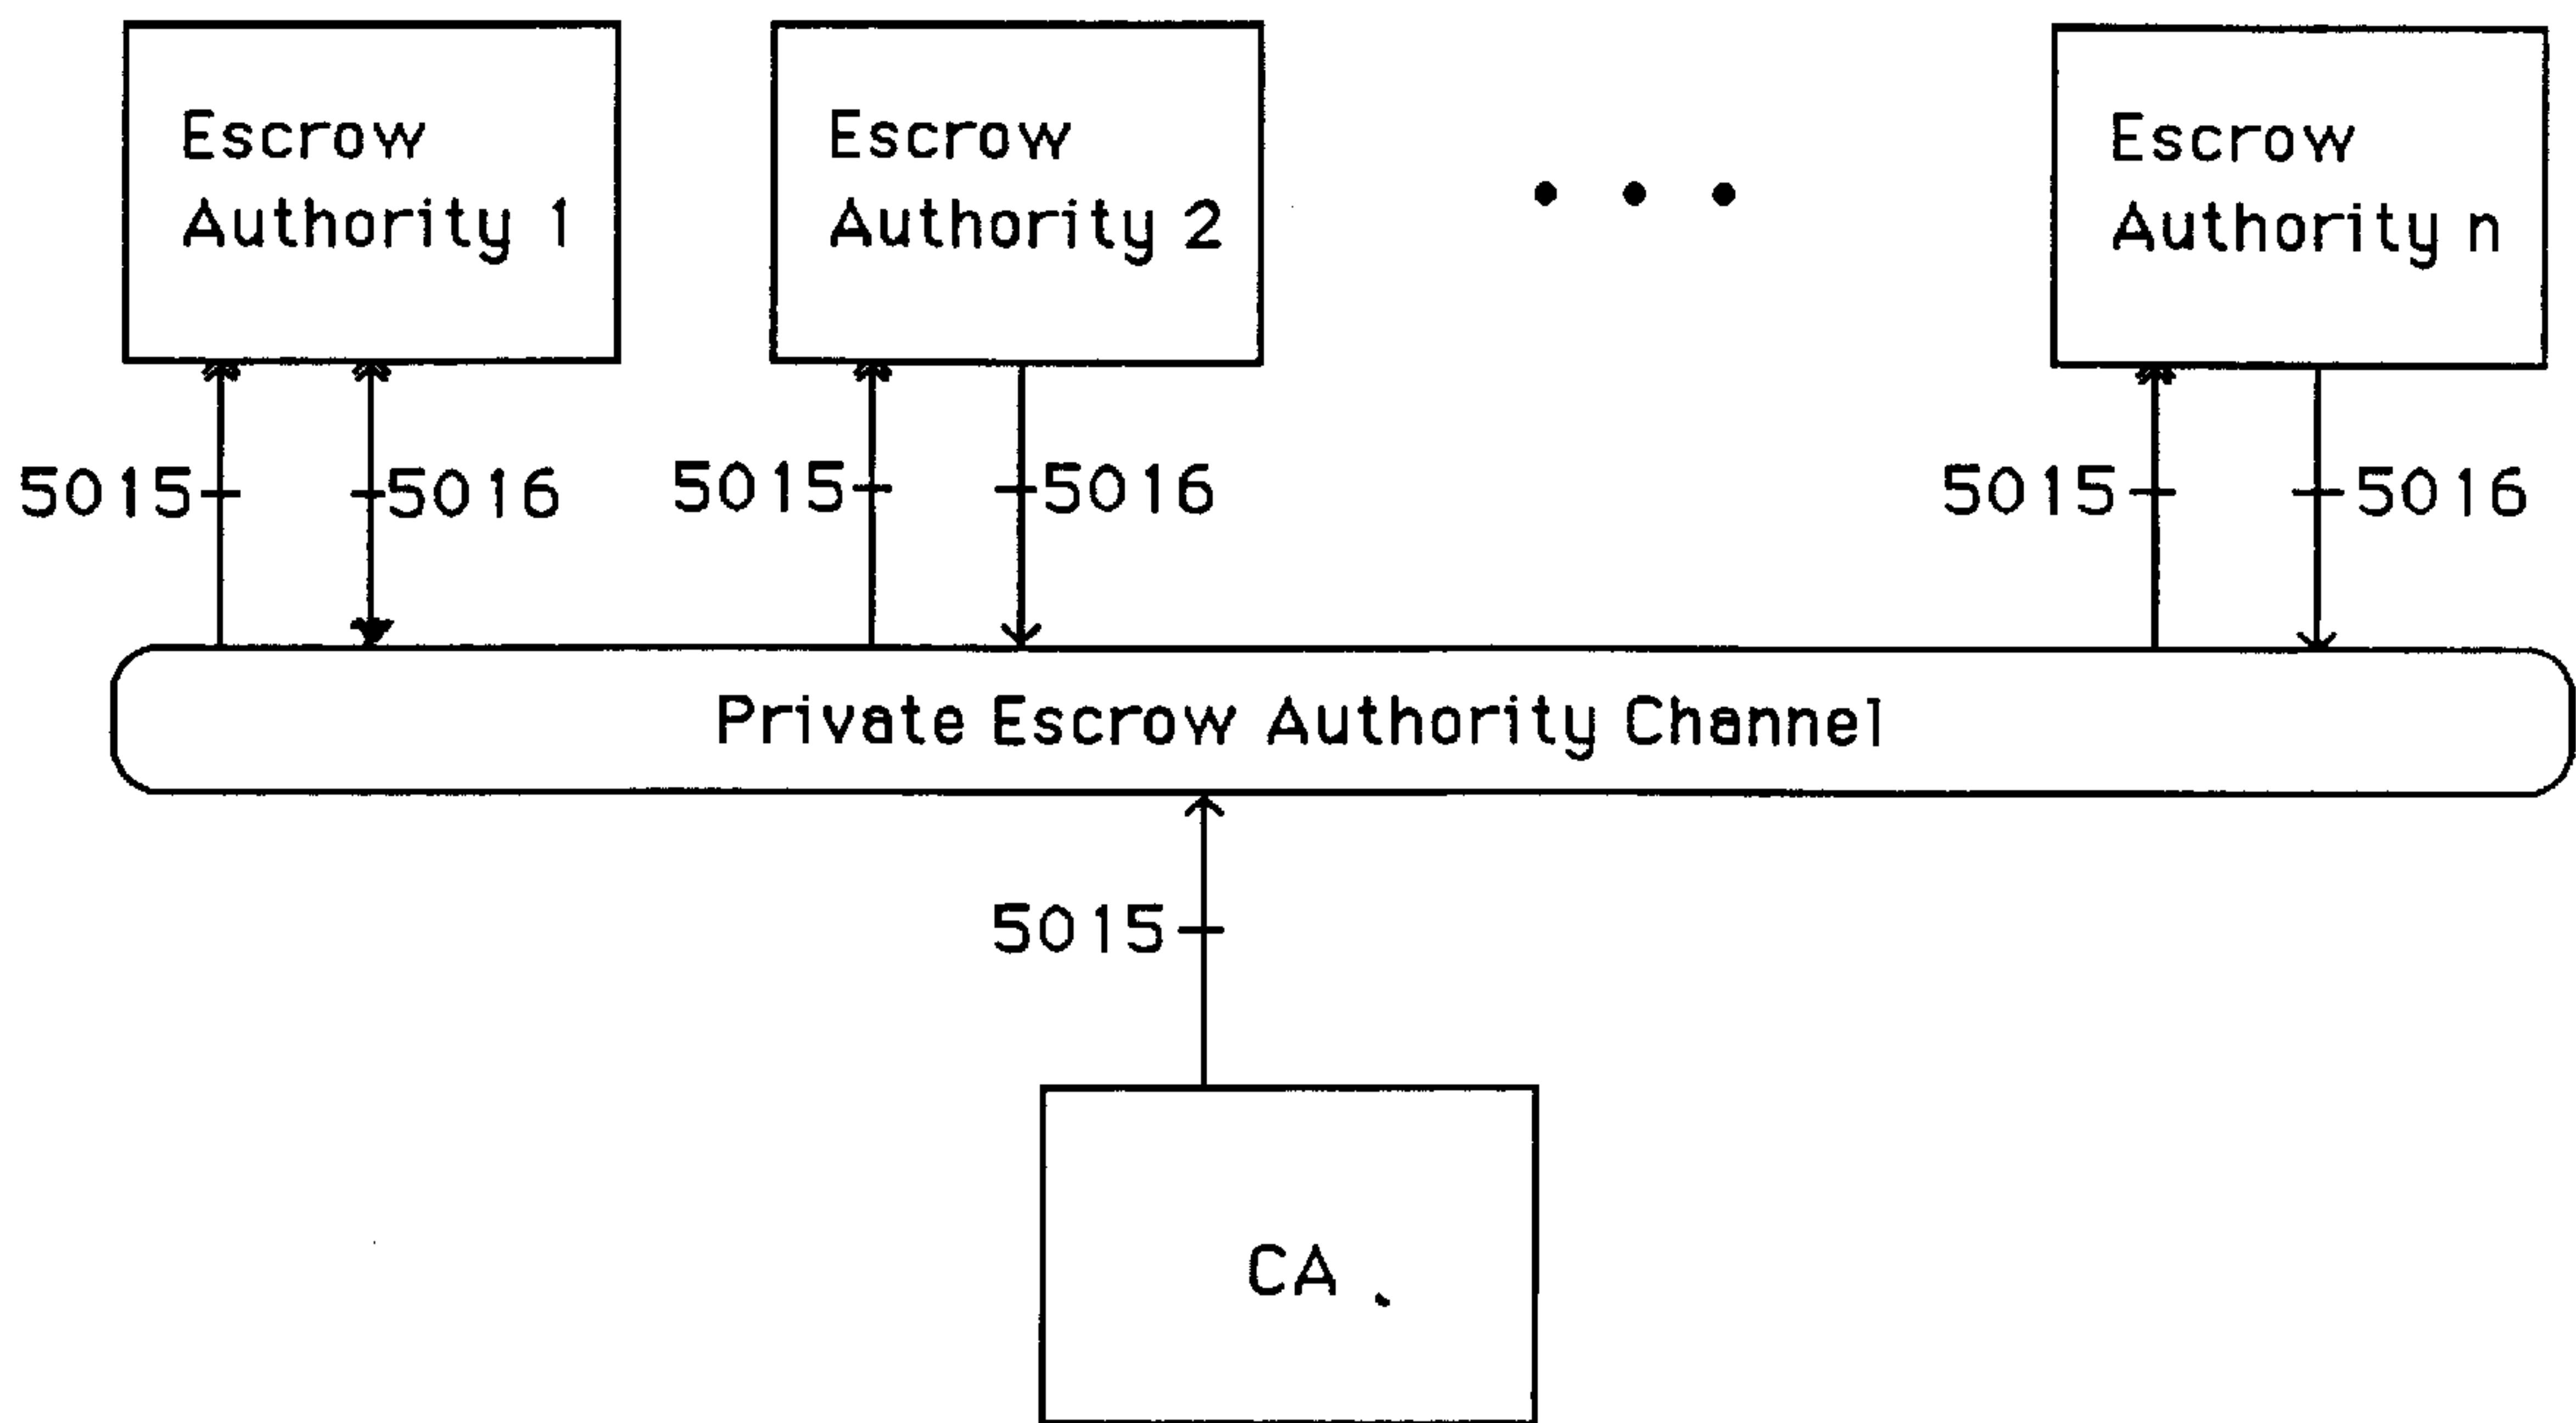 Escrow
Authority 1
Escrow
Authority 2
• • •
Escrow
Authority n
5015
5016
5015
5016
5015
5016
Private Escrow Authority Channel
5015
CA